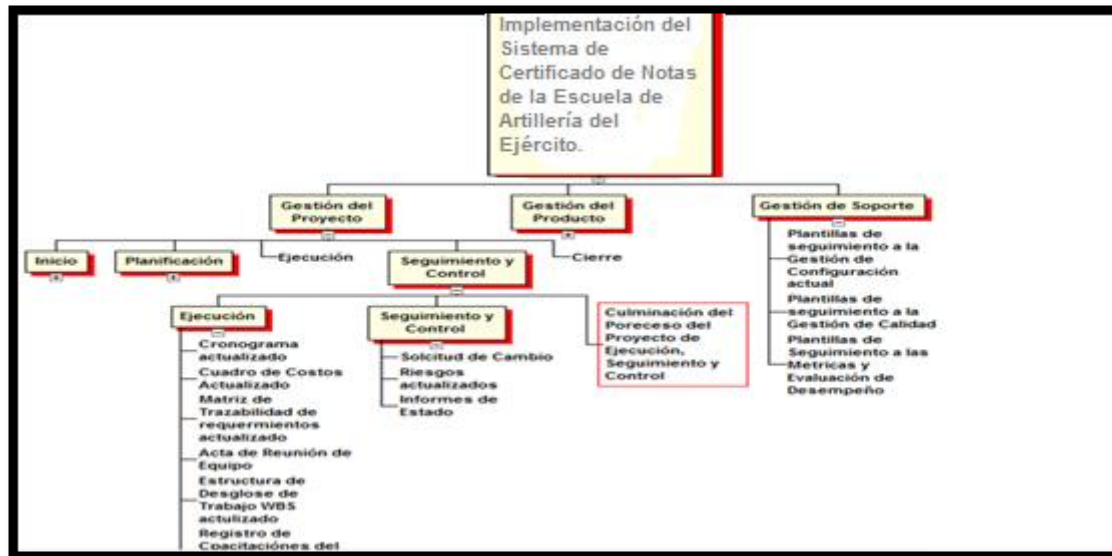 Implementación del
Sistema de
Certificado de Notas
de la Escuela de
Artillería del
Ejército.
Gestión del
Proyecto
Gestión del
Producto
Gestión de Soporte
Inicio
Planificación
Ejecución
Seguimiento y
Control
Cierre
Plantillas de
seguimiento a la
Gestión de
Configuración
actual
Plantillas de
seguimiento a la
Gestión de Calidad
Plantillas de
Seguimiento a las
Metricas y
Evaluación de
Desempeño
Ejecución
Cronograma
actualizado
Cuadro de Costos
Actualizado
Matriz de
Trazabilidad de
requermientos
actualizado
Acta de Reunión de
Equipo
Estructura de
Desglose de
Trabajo WBS
actulizado
Registro de
Coacitaciónes del
Seguimiento y
Control
Solcitud de Cambio
Riesgos
actualizados
Informes de
Estado
Culminación del
Poreceso del
Proyecto de
Ejecución,
Seguimiento y
Control